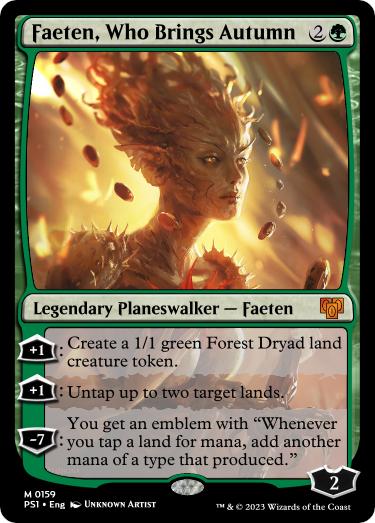 Faeten, Who Brings Autumn 2
Legendary Planeswalker — Faeten
+1: Create a 1/1 green Forest Dryad land
creature token.
+1: Untap up to two target lands.
-7: You get an emblem with “Whenever
you tap a land for mana, add another
mana of a type that produced.”
2
M 0159
PS1 • Eng Unknown Artist
™ & © 2023 Wizards of the Coast